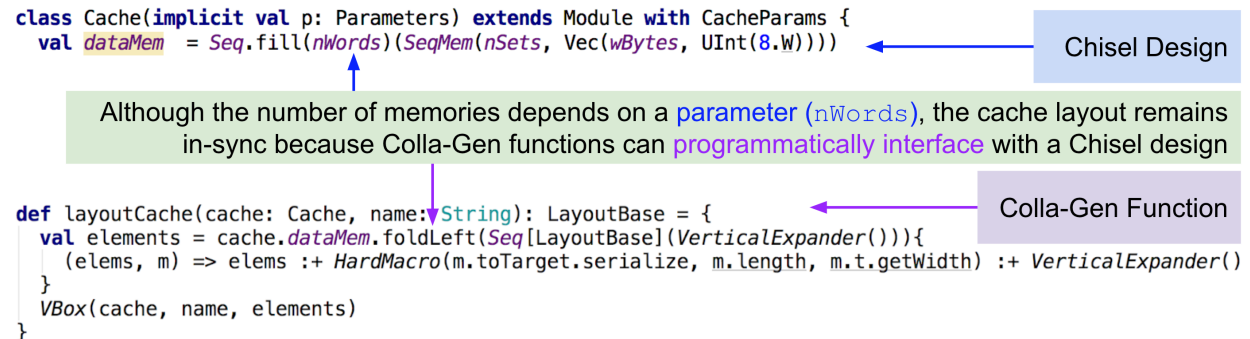 class Cache(implicit val p: Parameters) extends Module with CacheParams {
val dataMem = Seq.fill(nWords)(SeqMem(nSets, Vec(wBytes, UInt(8.W))))
Chisel Design
Although the number of memories depends on a parameter (nWords), the cache layout remains
in-sync because Colla-Gen functions can programmatically interface with a Chisel design
Colla-Gen Function
def layoutCache(cache: Cache, name: String): LayoutBase = {
val elements = cache.dataMem.foldLeft(Seq[LayoutBase](VerticalExpander())){
(elems, m) => elems :+ HardMacro(m.toTarget.serialize, m.length, m.t.getWidth) :+ VerticalExpander()
}
VBox(cache, name, elements)
}